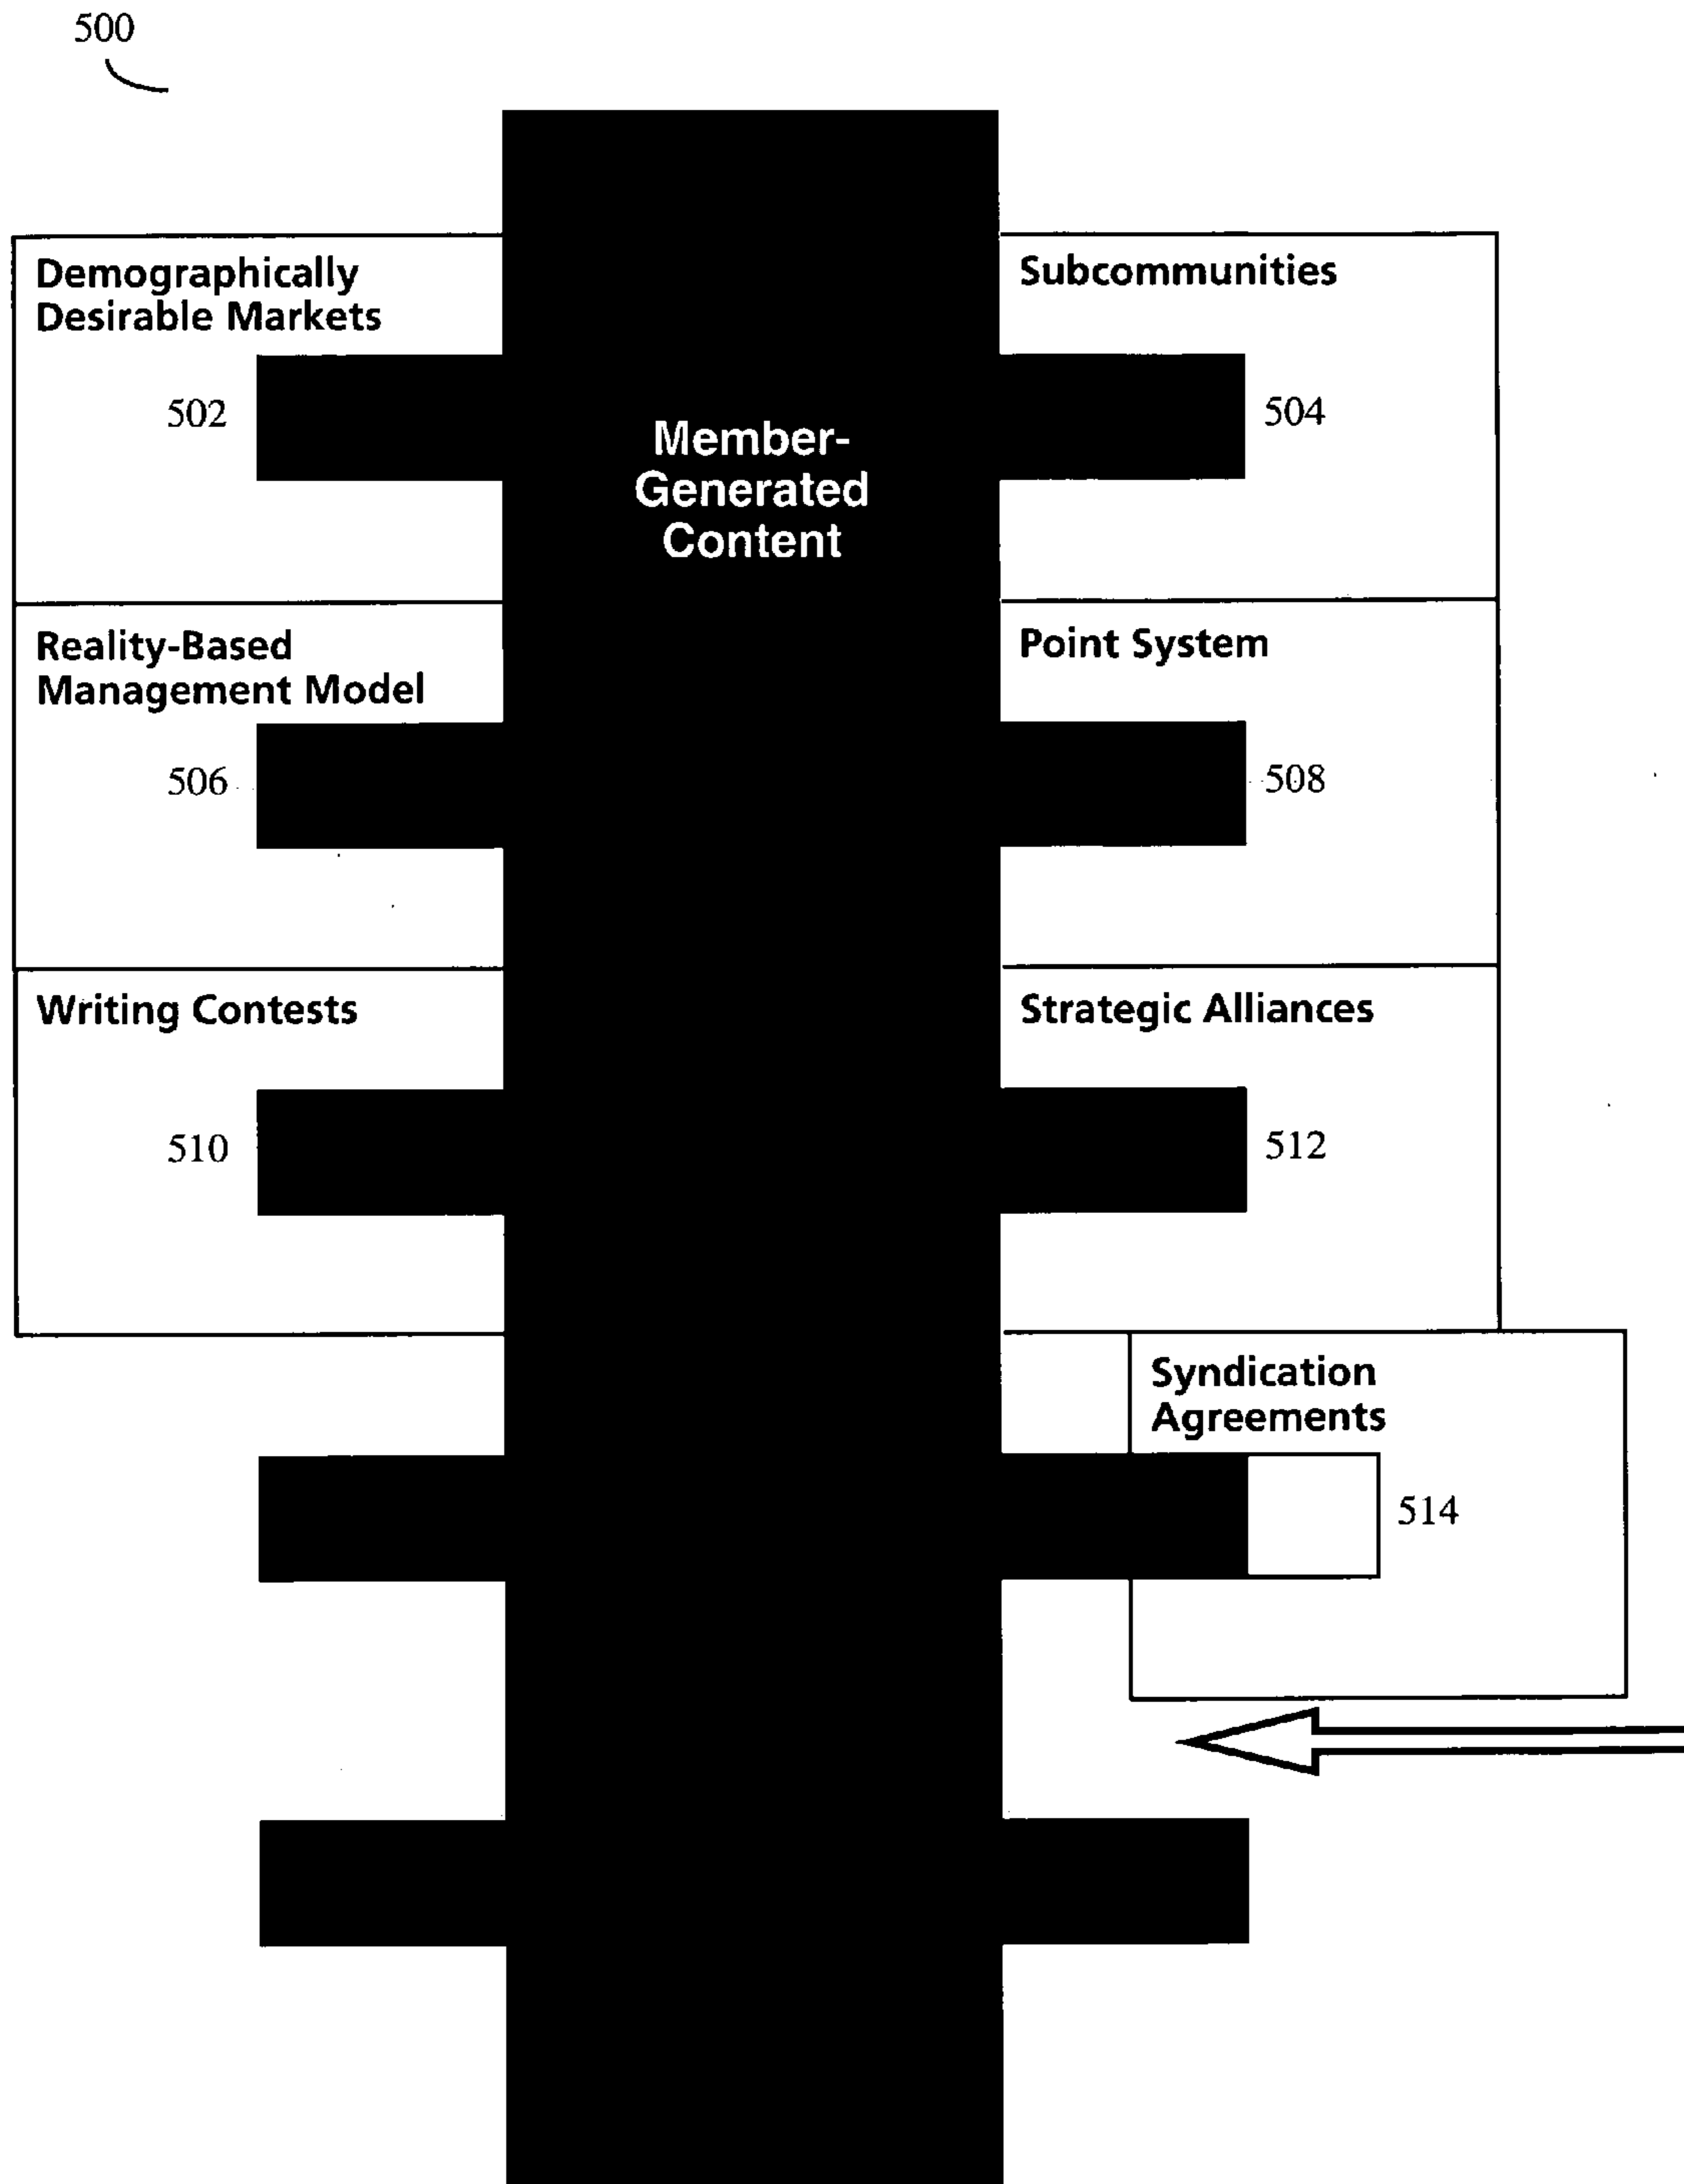 500
Demographically
Desirable Markets
502
Member-
Generated
Content
Subcommunities
504
Reality-Based
Management Model
506
Point System
508
Writing Contests
510
Strategic Alliances
512
Syndication
Agreements
514